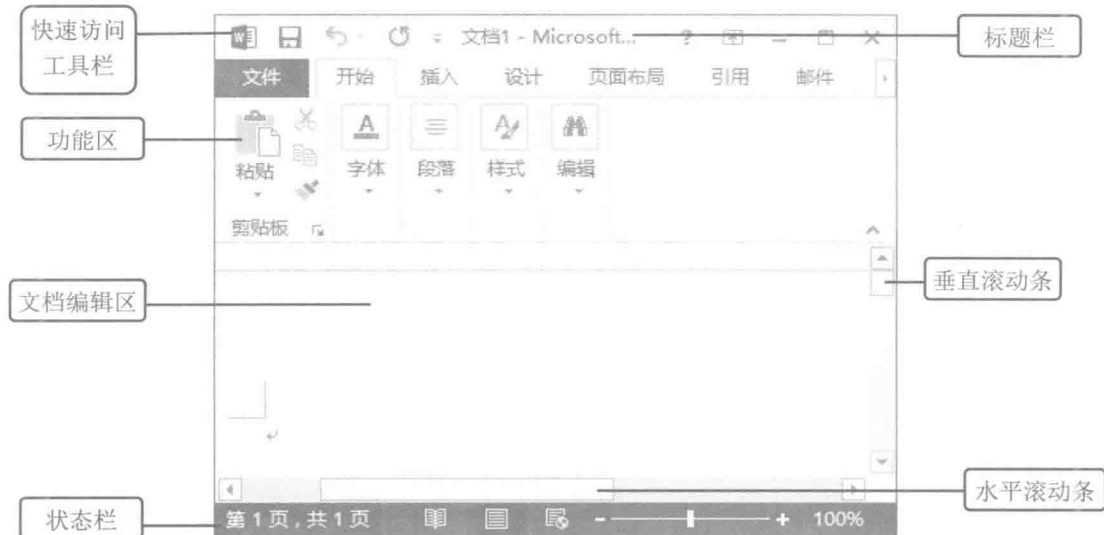 快速访问
工具栏
文档1 - Microsoft...
?
标题栏
文件 开始 插入 设计 页面布局 引用 邮件
功能区
粘贴 字体 段落 样式 编辑
剪贴板
文档编辑区
垂直滚动条
水平滚动条
状态栏
第1页,共1页 - + 100%